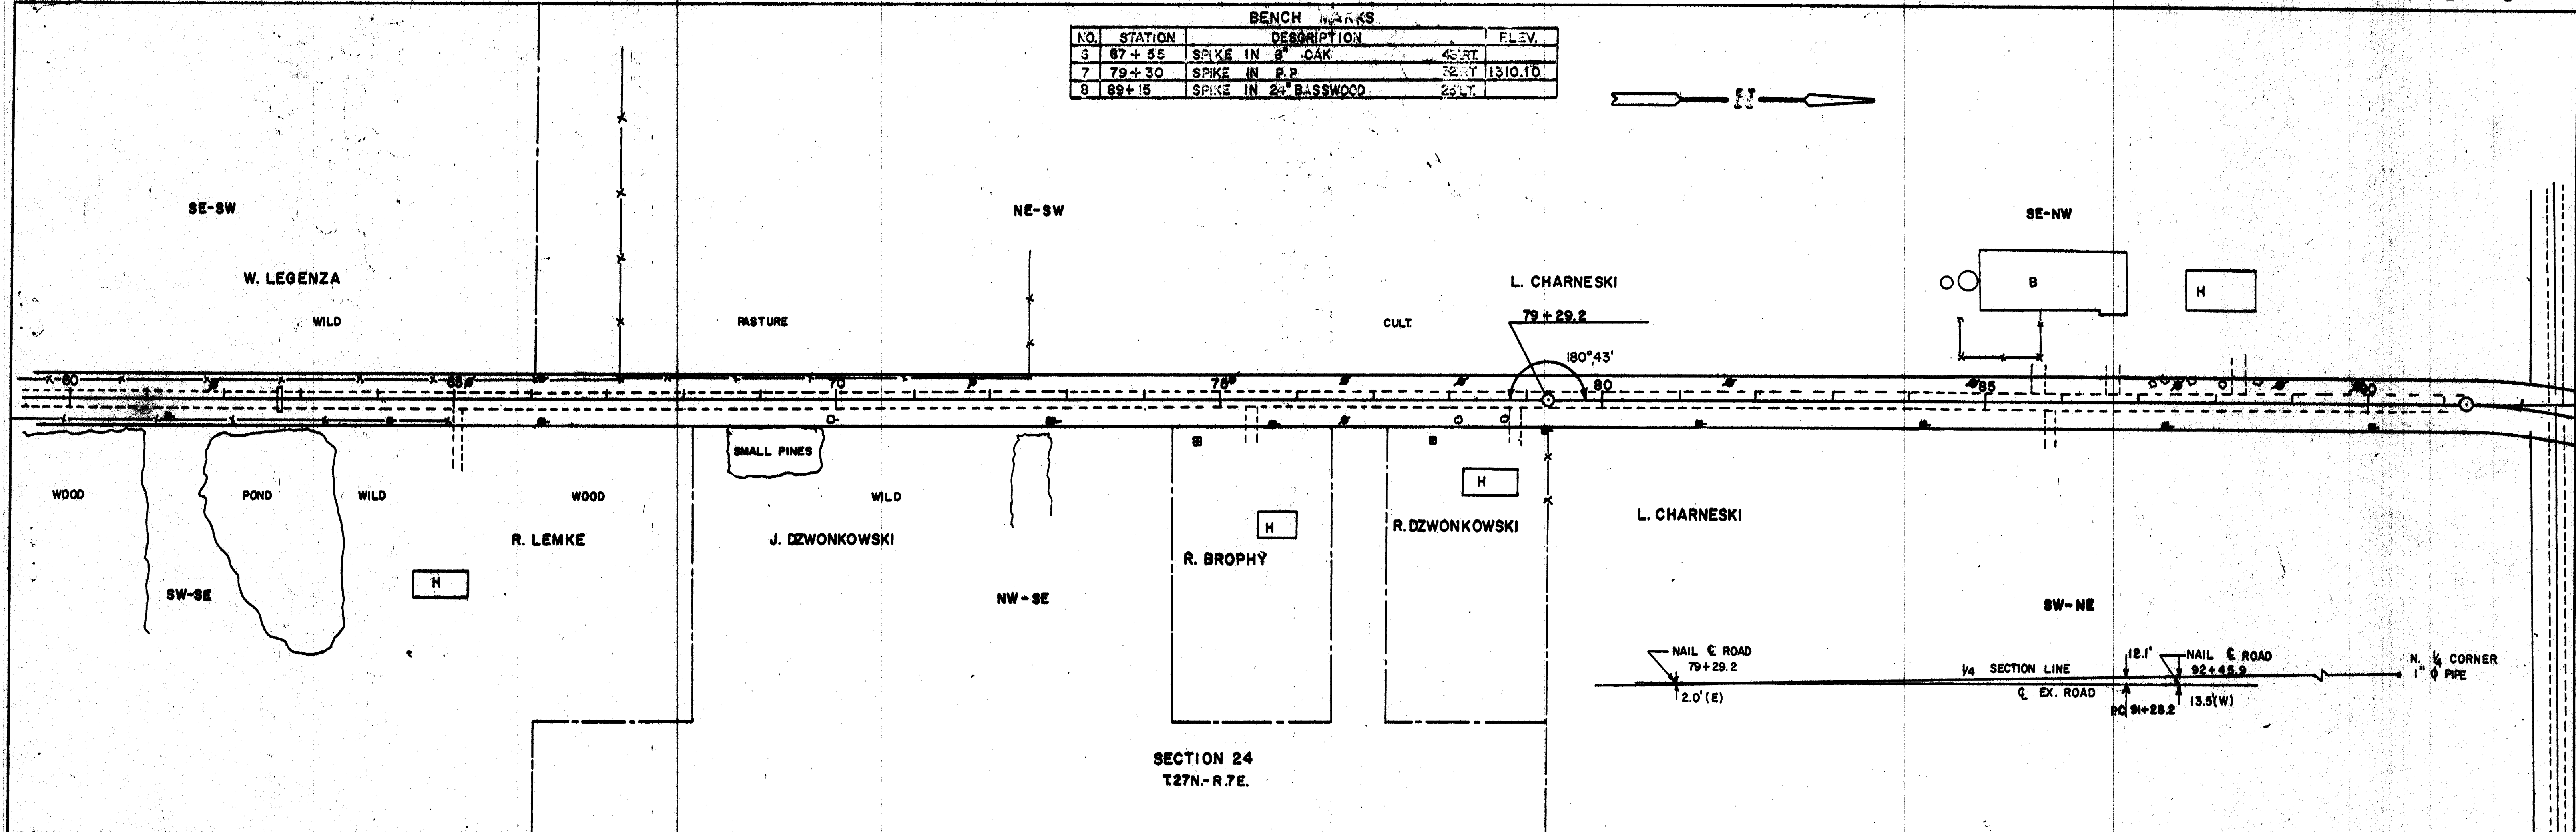 BENCH MARKS
NO. STATION DESCRIPTION ELEV.
6 67+55 SPIKE IN 8" OAK RT.
7 79+30 SPIKE IN P.P. 32' RT 1310.10
8 89+15 SPIKE IN 24" BASSWOOD LT.
N
SE-SW
NE-SW
SE-NW
W. LEGENZA
L. CHARNESKI
B
H
WILD
PASTURE
CULT.
79+29.2
180°43'
60
65
70
75
80
85
90
SMALL PINES
WOOD
POND
WILD
WOOD
WILD
H
R. LEMKE
J. DZWONKOWSKI
H
R. DZWONKOWSKI
L. CHARNESKI
R. BROPHY
H
SW-SE
NW-SE
SW-NE
NAIL ℄ ROAD
79+29.2
2.0' (E)
1/4 SECTION LINE
℄ EX. ROAD
12.1'
NAIL ℄ ROAD
92+45.9
PC 91+28.2
13.5' (W)
N. 1/4 CORNER
1" ϕ PIPE
SECTION 24
T.27N.-R.7E.